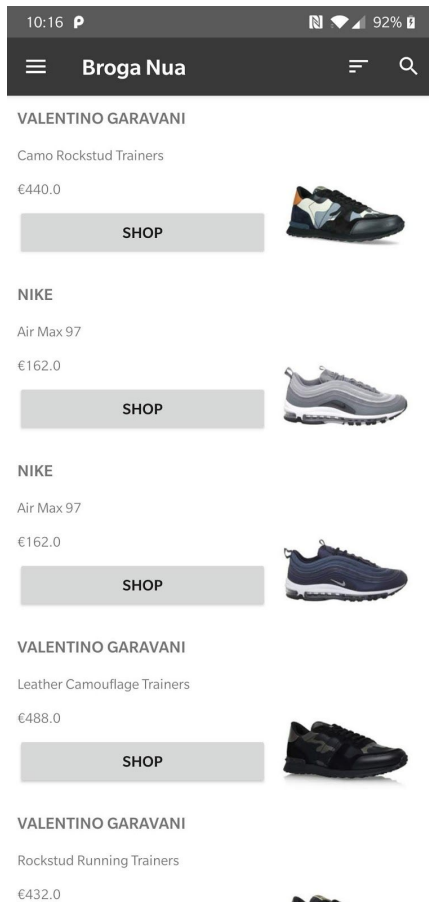 10:16
92%
Broga Nua
VALENTINO GARAVANI
Camo Rockstud Trainers
€440.0
SHOP
NIKE
Air Max 97
€162.0
SHOP
NIKE
Air Max 97
€162.0
SHOP
VALENTINO GARAVANI
Leather Camouflage Trainers
€488.0
SHOP
VALENTINO GARAVANI
Rockstud Running Trainers
€432.0